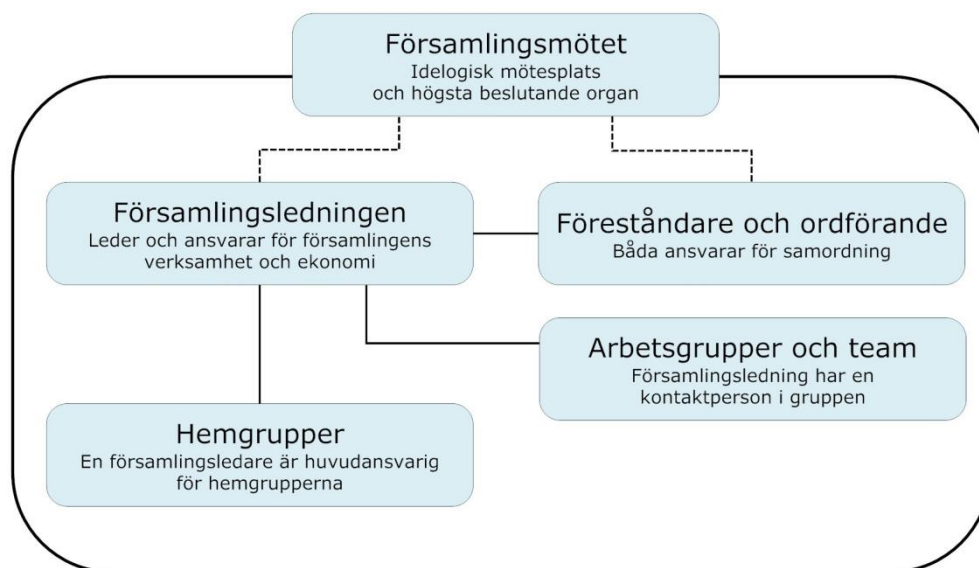 Församlingsmötet
Idelogisk mötesplats
och högsta beslutande organ
Församlingsledningen
Leder och ansvarar för församlingens
verksamhet och ekonomi
Föreståndare och ordförande
Båda ansvarar för samordning
Arbetsgrupper och team
Församlingsledning har en
kontaktperson i gruppen
Hemgrupper
En församlingsledare är huvudansvarig
för hemgrupperna